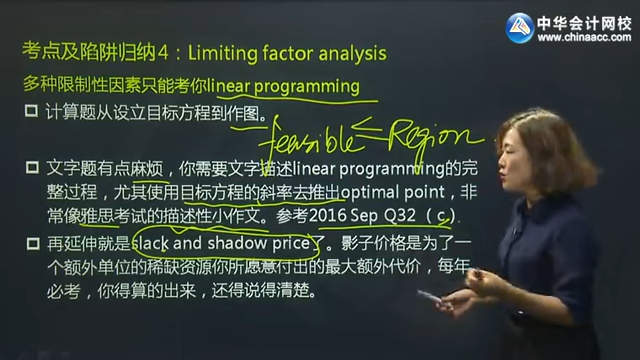 中华会计网校
www.chinaacc.com
考点及陷阱归纳4：Limiting factor analysis
多种限制性因素只能考你linear programming
计算题从设立目标方程到作图。
feasible Region
文字题有点麻烦，你需要文字描述linear programming的完
整过程，尤其使用目标方程的斜率去推出optimal point，非
常像雅思考试的描述性小作文。参考2016 Sep Q32（c）.
再延伸就是slack and shadow price了。影子价格是为了一
个额外单位的稀缺资源你所愿意付出的最大额外代价，每年
必考，你得算的出来，还得说得清楚。